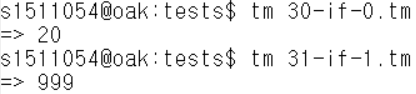 s1511054@oak:tests$ tm 30-if-0.tm
=> 20
s1511054@oak:tests$ tm 31-if-1.tm
=> 999